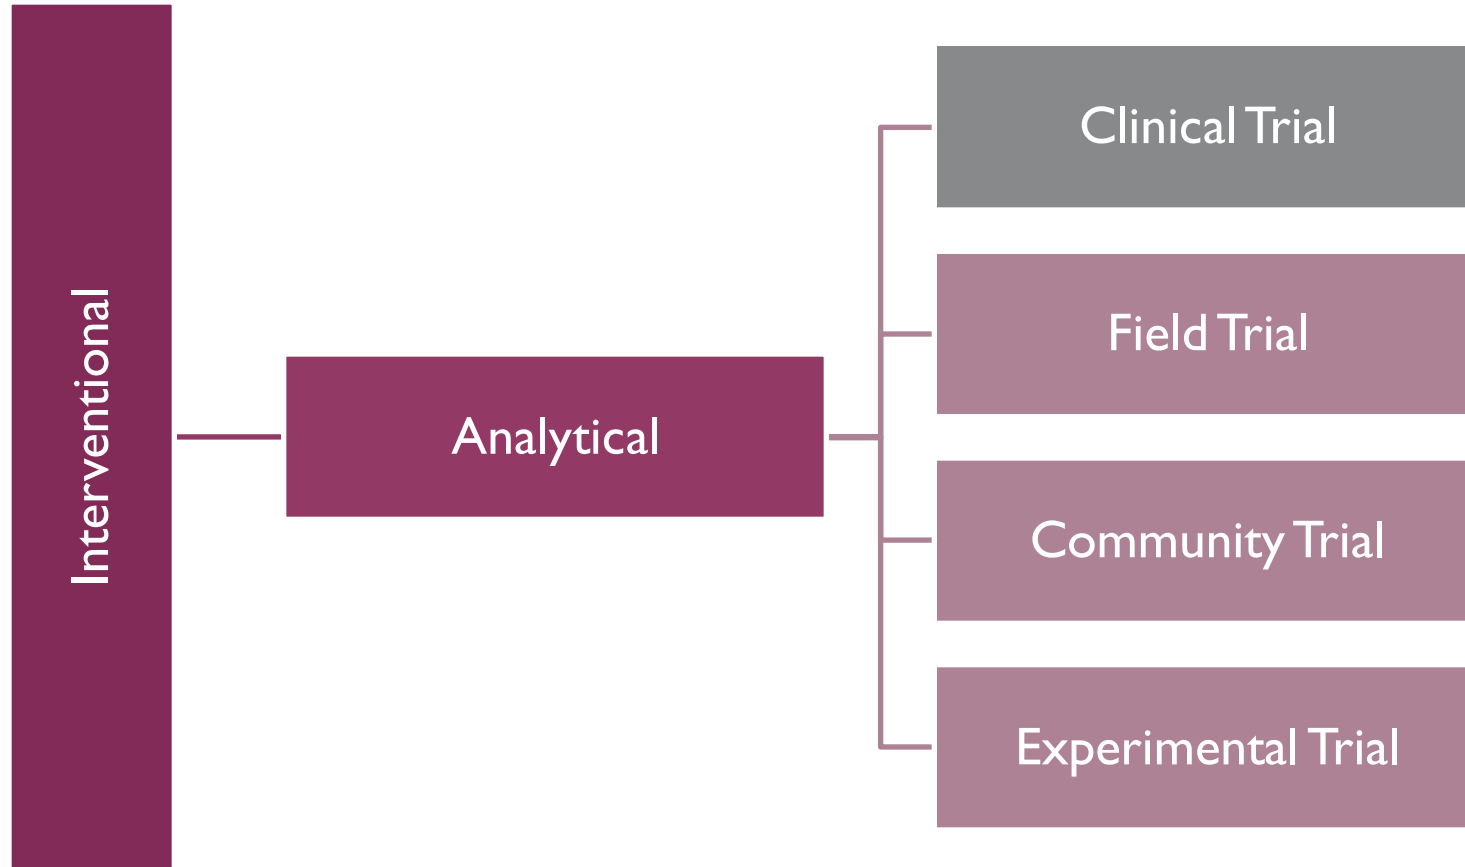 Interventional
Analytical
Clinical Trial
Field Trial
Community Trial
Experimental Trial